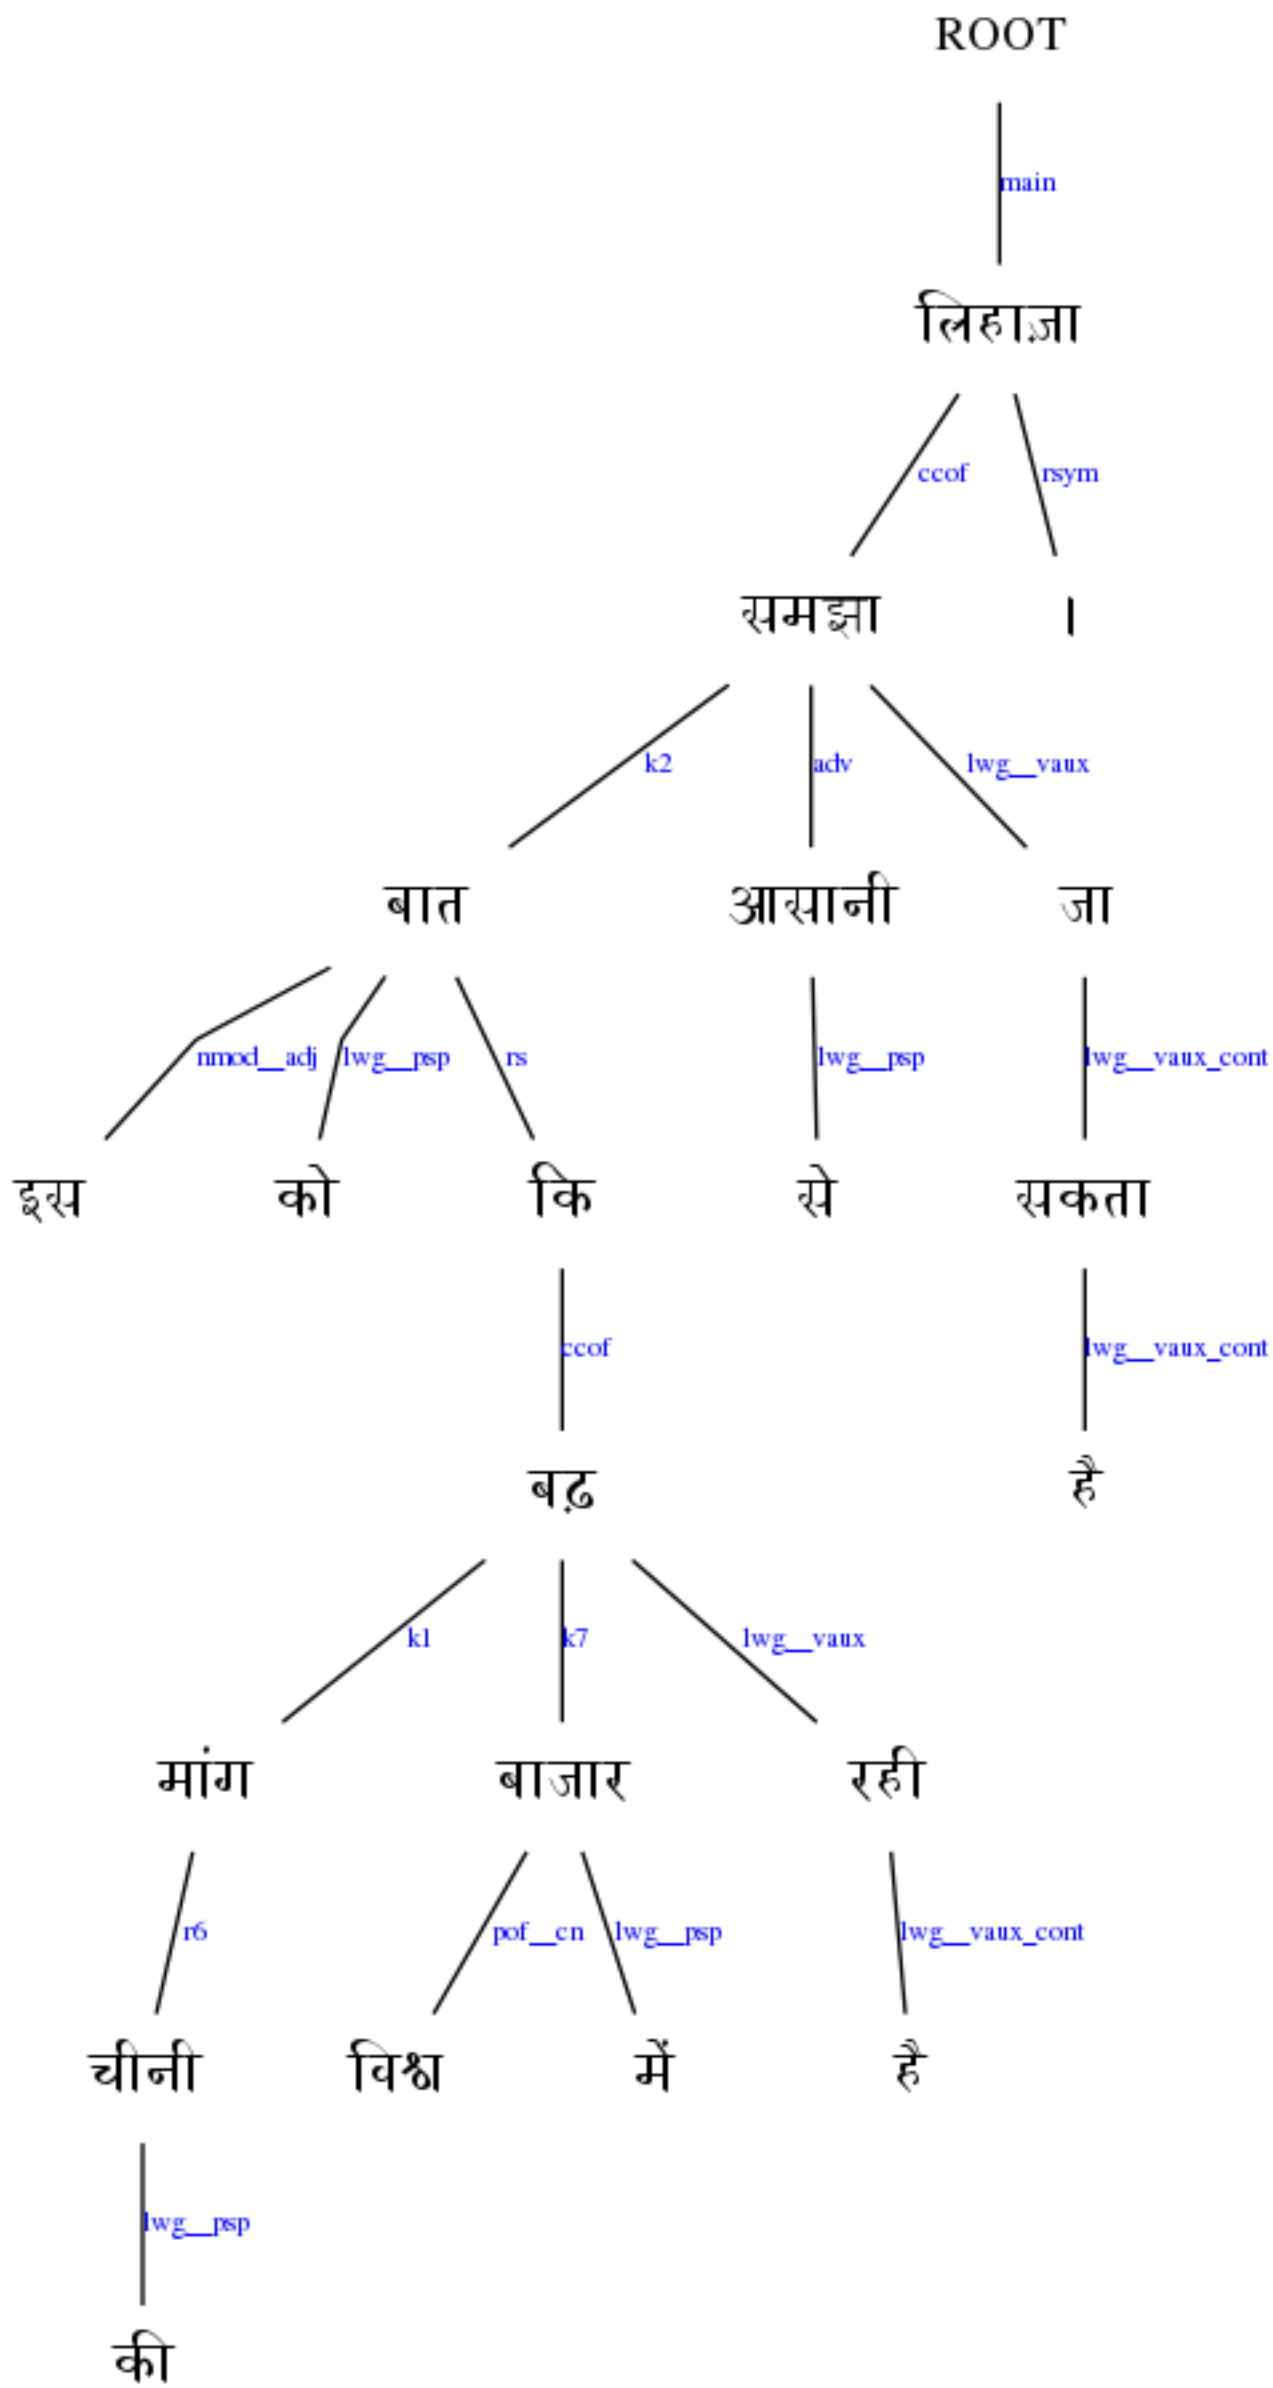 ROOT
main
लिहाज़ा
ccof rsym
समझा ।
k2 adv lwg__vaux
बात आसानी जा
nmod__adj lwg__psp rs lwg__psp lwg__vaux_cont
इस को कि से सकता
ccof lwg__vaux_cont
बढ़ है
k1 k7 lwg__vaux
मांग बाजार रही
r6 pof__cn lwg__psp lwg__vaux_cont
चीनी विश्व में है
lwg__psp
की